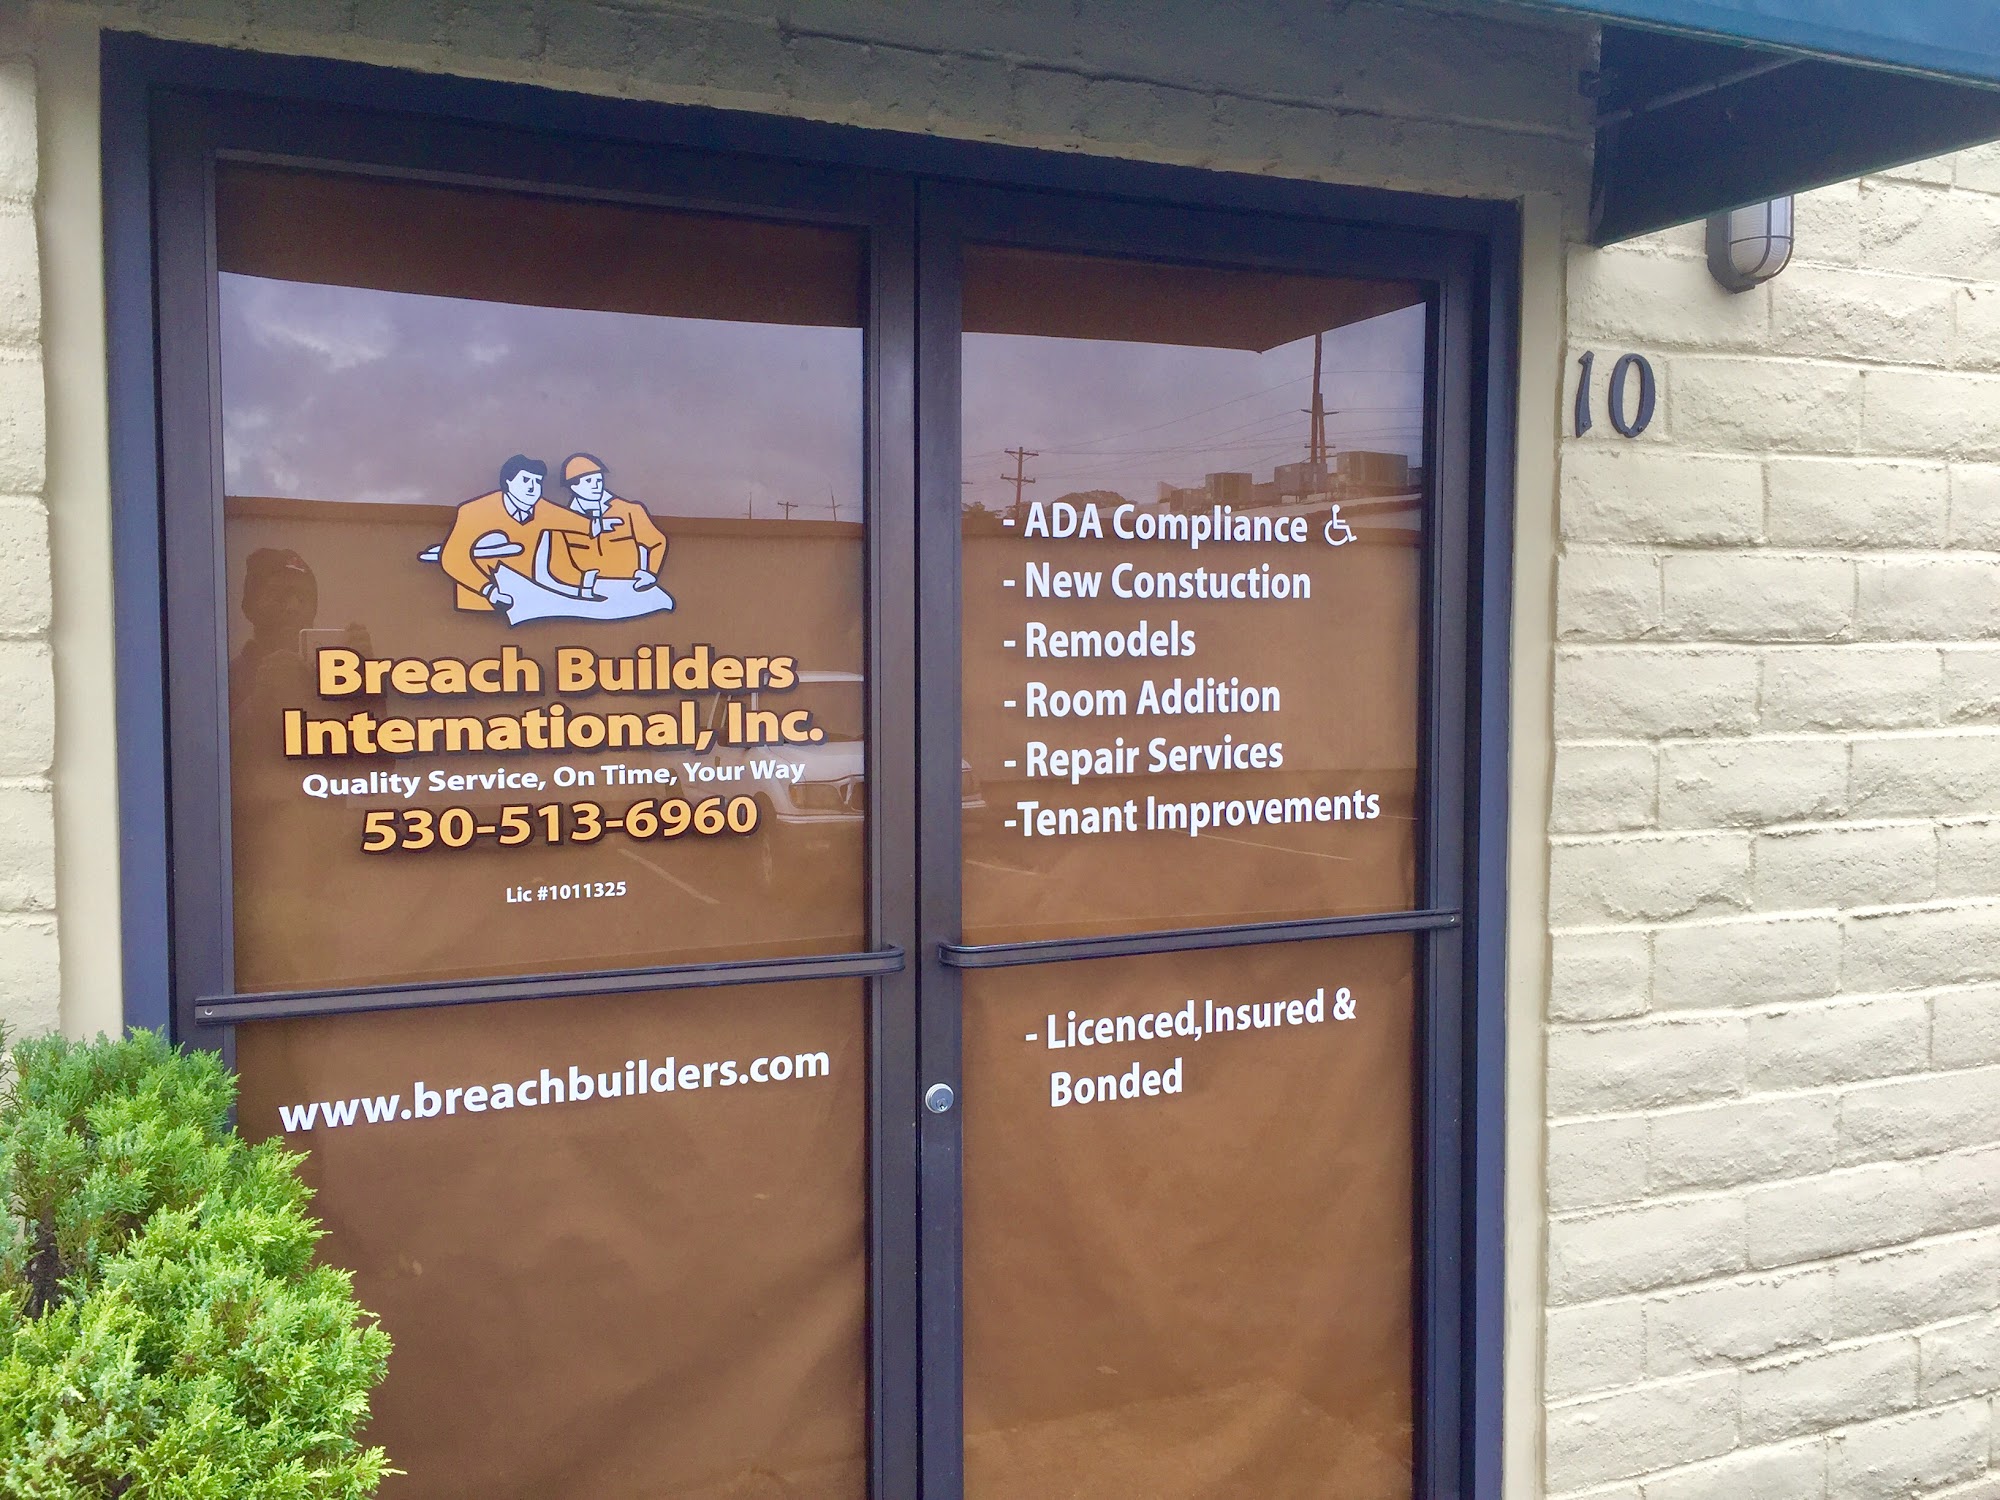 Breach Builders
International, Inc.
Quality Service, On Time, Your Way
530-513-6960
Lic #1011325
www.breachbuilders.com
- ADA Compliance
- New Constuction
- Remodels
- Room Addition
- Repair Services
-Tenant Improvements
- Licenced,Insured &
Bonded
10